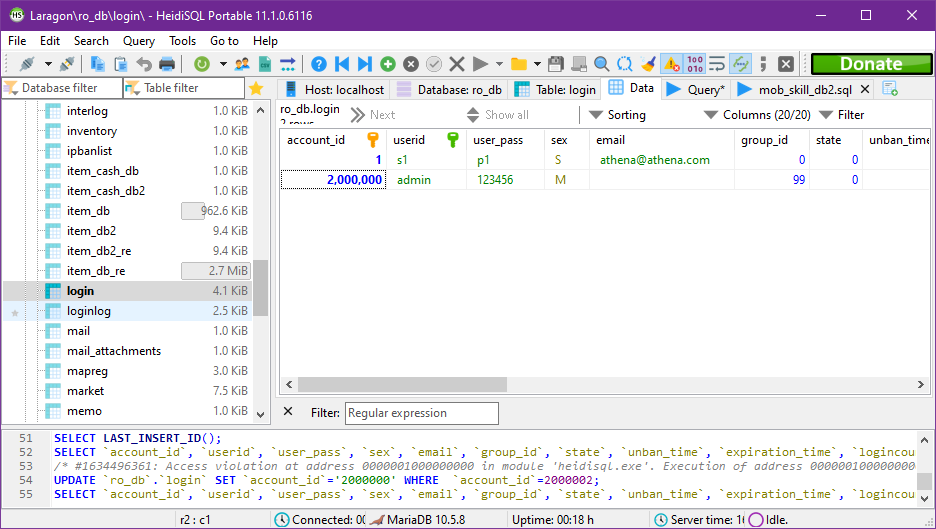 Laragon\ro_db\login\ - HeidiSQL Portable 11.1.0.6116
File Edit Search Query Tools Go to Help
Donate
Database filter Table filter
Host: localhost Database: ro_db Table: login Data Query* mob_skill_db2.sql
ro_db.login Next Show all Sorting Columns (20/20) Filter
account_id userid user_pass sex email group_id state unban_time
1 s1 p1 S athena@athena.com 0 0
2,000,000 admin 123456 M 99 0
interlog 1.0 KiB
inventory 1.0 KiB
ipbanlist 1.0 KiB
item_cash_db 1.0 KiB
item_cash_db2 1.0 KiB
item_db 962.6 KiB
item_db2 9.4 KiB
item_db2_re 9.4 KiB
item_db_re 2.7 MiB
login 4.1 KiB
loginlog 2.5 KiB
mail 1.0 KiB
mail_attachments 1.0 KiB
mapreg 3.0 KiB
market 7.5 KiB
memo 1.0 KiB
Filter: Regular expression
51 SELECT LAST_INSERT_ID();
52 SELECT `account_id`, `userid`, `user_pass`, `sex`, `email`, `group_id`, `state`, `unban_time`, `expiration_time`, `logincou
53 /* #1634496361: Access violation at address 0000001000000000 in module 'heidisql.exe'. Execution of address 0000001000000000
54 UPDATE `ro_db`.`login` SET `account_id`='2000000' WHERE `account_id`=2000002;
55 SELECT `account_id`, `userid`, `user_pass`, `sex`, `email`, `group_id`, `state`, `unban_time`, `expiration_time`, `logincou
r2 : c1 Connected: 00 MariaDB 10.5.8 Uptime: 00:18 h Server time: 1 Idle.